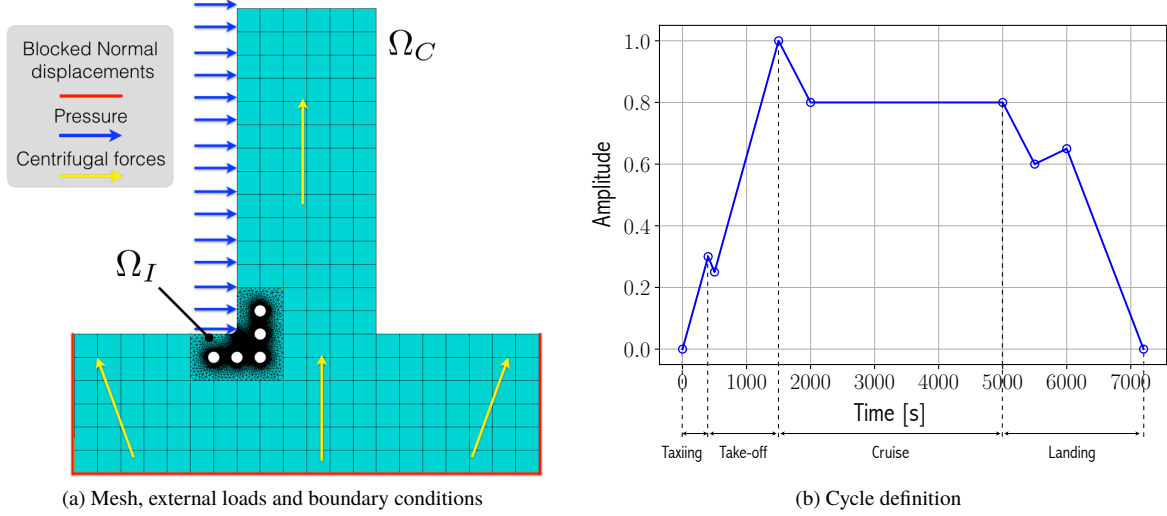 Blocked Normal
displacements
Pressure
Centrifugal forces
Ω_C
Ω_I
(a) Mesh, external loads and boundary conditions
1.0
0.8
0.6
0.4
0.2
0.0
Amplitude
0 1000 2000 3000 4000 5000 6000 7000
Time [s]
Taxiing Take-off Cruise Landing
(b) Cycle definition